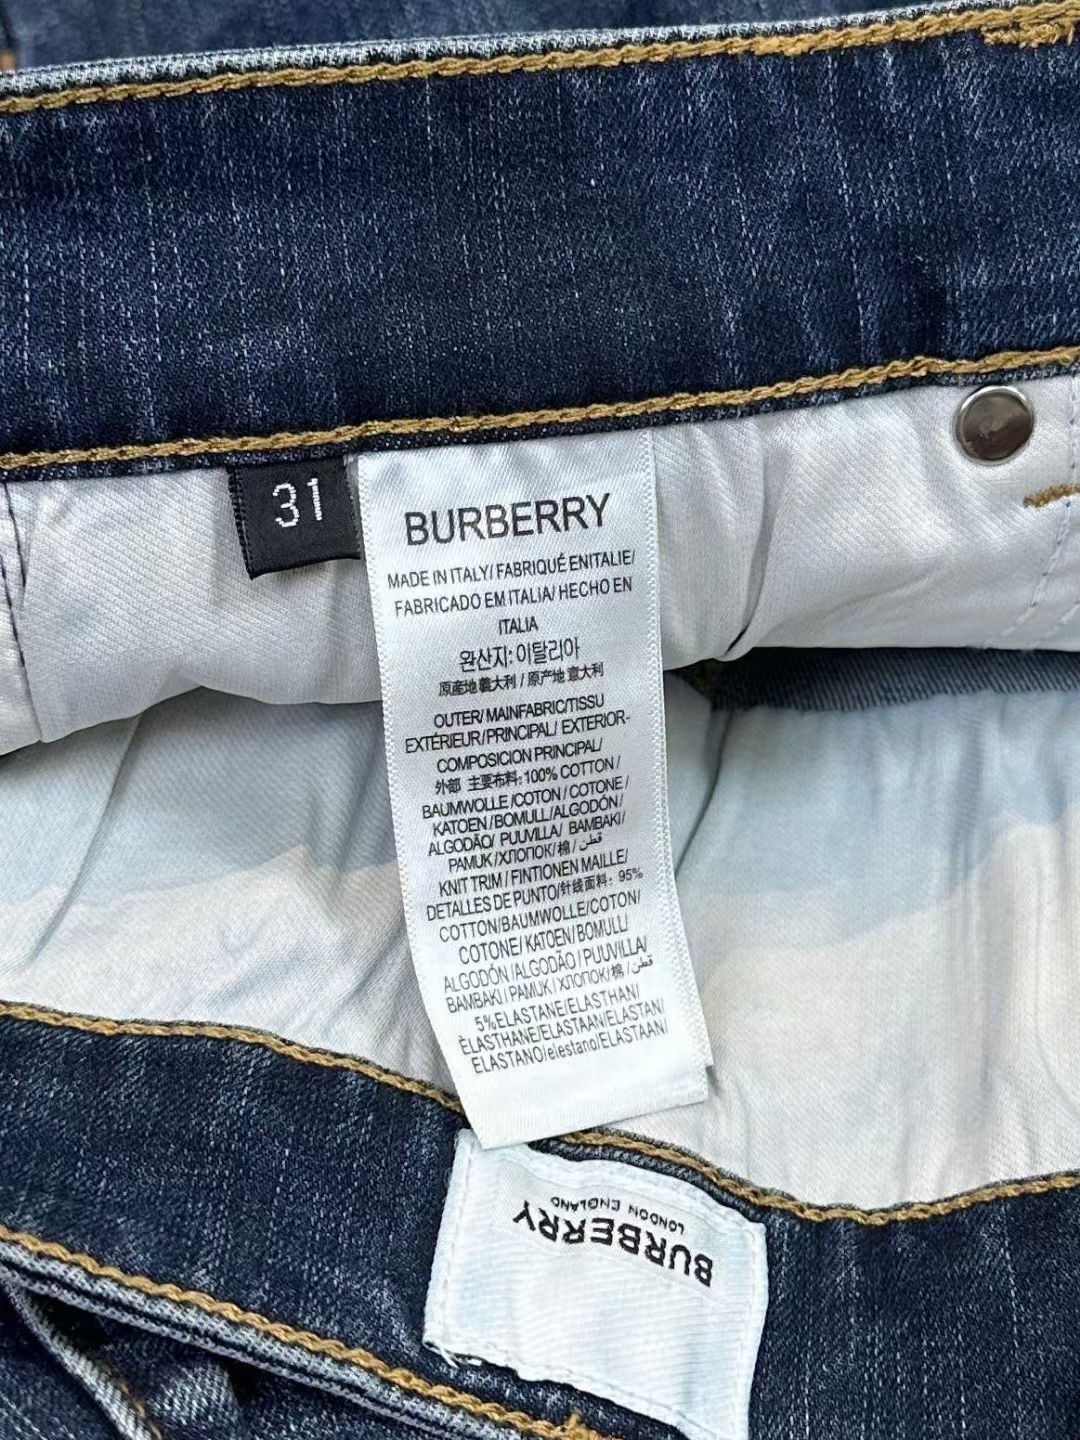 31
BURBERRY
MADE IN ITALY/ FABRIQUÉ ENITALIE/
FABRICADO EM ITALIA/ HECHO EN
ITALIA
완산지: 이탈리아
原産地 義大利 / 原产地 意大利
OUTER/ MAINFABRIC/TISSU
EXTÉRIEUR/PRINCIPAL/ EXTERIOR-
COMPOSICION PRINCIPAL/
外部 主要布料: 100% COTTON /
BAUMWOLLE /COTON / COTONE /
KATOEN / BOMULL/ ALGODÓN/
ALGODÃO/ PUUVILLA/ BAMBAKI/
PAMUK /ХЛОПОК/ 棉 / قطن/
KNIT TRIM / FINTIONEN MAILLE/
DETALLES DE PUNTO/针线面料: 95%
COTTON/BAUMWOLLE/COTON/
COTONE/ KATOEN/ BOMULL/
ALGODÓN /ALGODÃO / PUUVILLA/
BAMBAKI / PAMUK / ХЛОПОК/ 棉 / قطن/
5%ELASTANE/ELASTHAN/
ÈLASTHANE/ELASTAAN/ELASTAN/
ELASTANO/elestano/ELASTAAN/
BURBERRY
LONDON ENGLAND